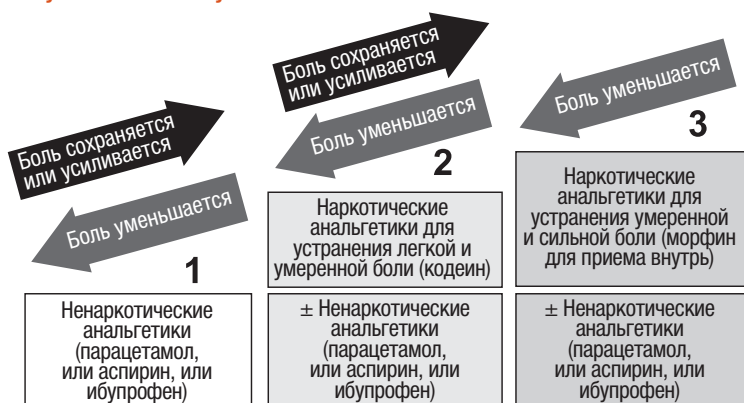 Боль сохраняется
или усиливается
Боль уменьшается
1
Ненаркотические
анальгетики
(парацетамол,
или аспирин, или
ибупрофен)
Боль сохраняется
или усиливается
Боль уменьшается
2
Наркотические
анальгетики для
устранения легкой и
умеренной боли (кодеин)
± Ненаркотические
анальгетики
(парацетамол,
или аспирин, или
ибупрофен)
Боль уменьшается
3
Наркотические
анальгетики для
устранения умеренной
и сильной боли (морфин
для приема внутрь)
± Ненаркотические
анальгетики
(парацетамол,
или аспирин, или
ибупрофен)